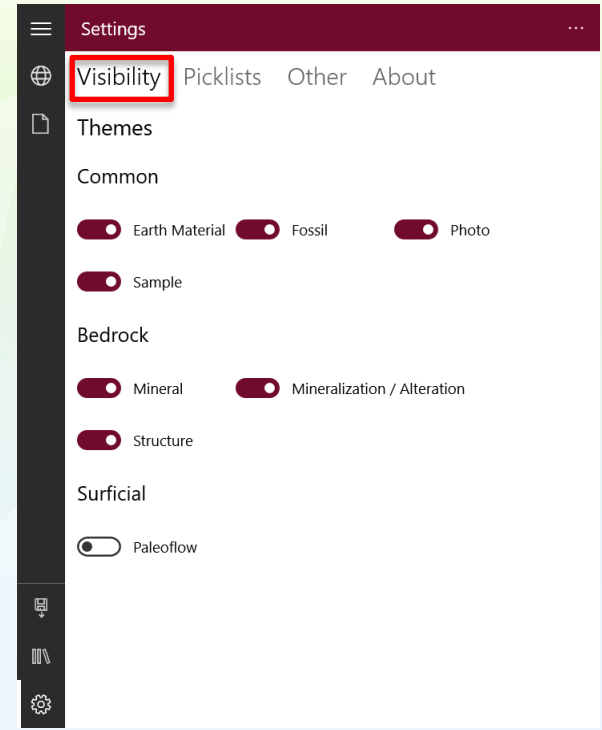 Settings
Visibility Picklists Other About
Themes
Common
Earth Material Fossil Photo
Sample
Bedrock
Mineral Mineralization / Alteration
Structure
Surficial
Paleoflow